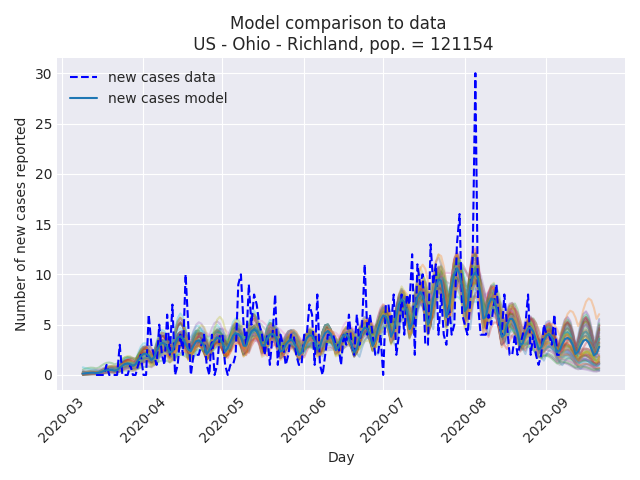 Model comparison to data
US - Ohio - Richland, pop. = 121154
new cases data
new cases model
Number of new cases reported
30
25
20
15
10
5
0
2020-03
2020-04
2020-05
2020-06
2020-07
2020-08
2020-09
Day